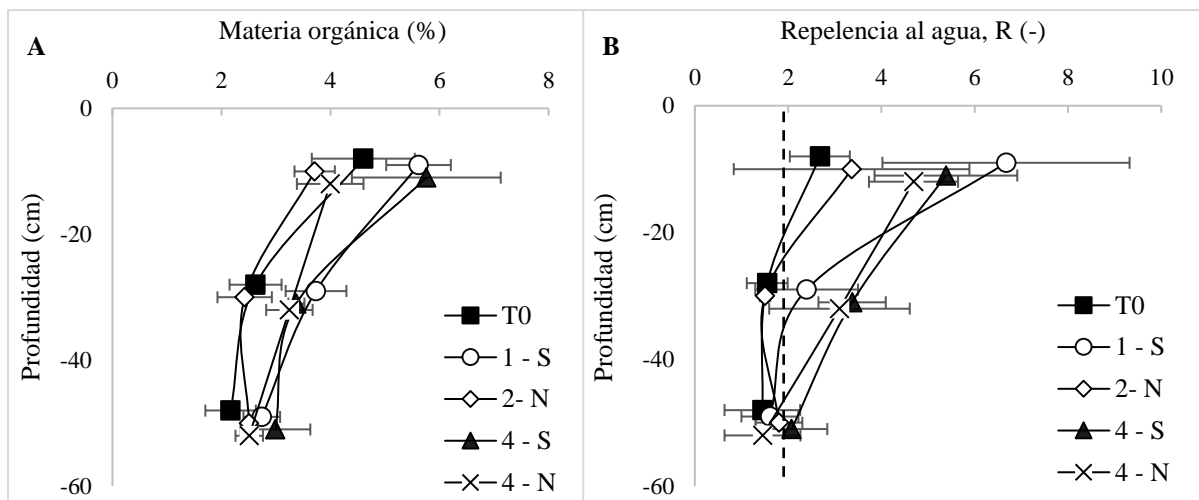 A
Materia orgánica (%)
0 2 4 6 8
0
-20
-40
-60
Profundidad (cm)
T0
1 - S
2- N
4 - S
4 - N
B
Repelencia al agua, R (-)
0 2 4 6 8 10
0
-20
-40
-60
Profundidad (cm)
T0
1 - S
2- N
4 - S
4 - N